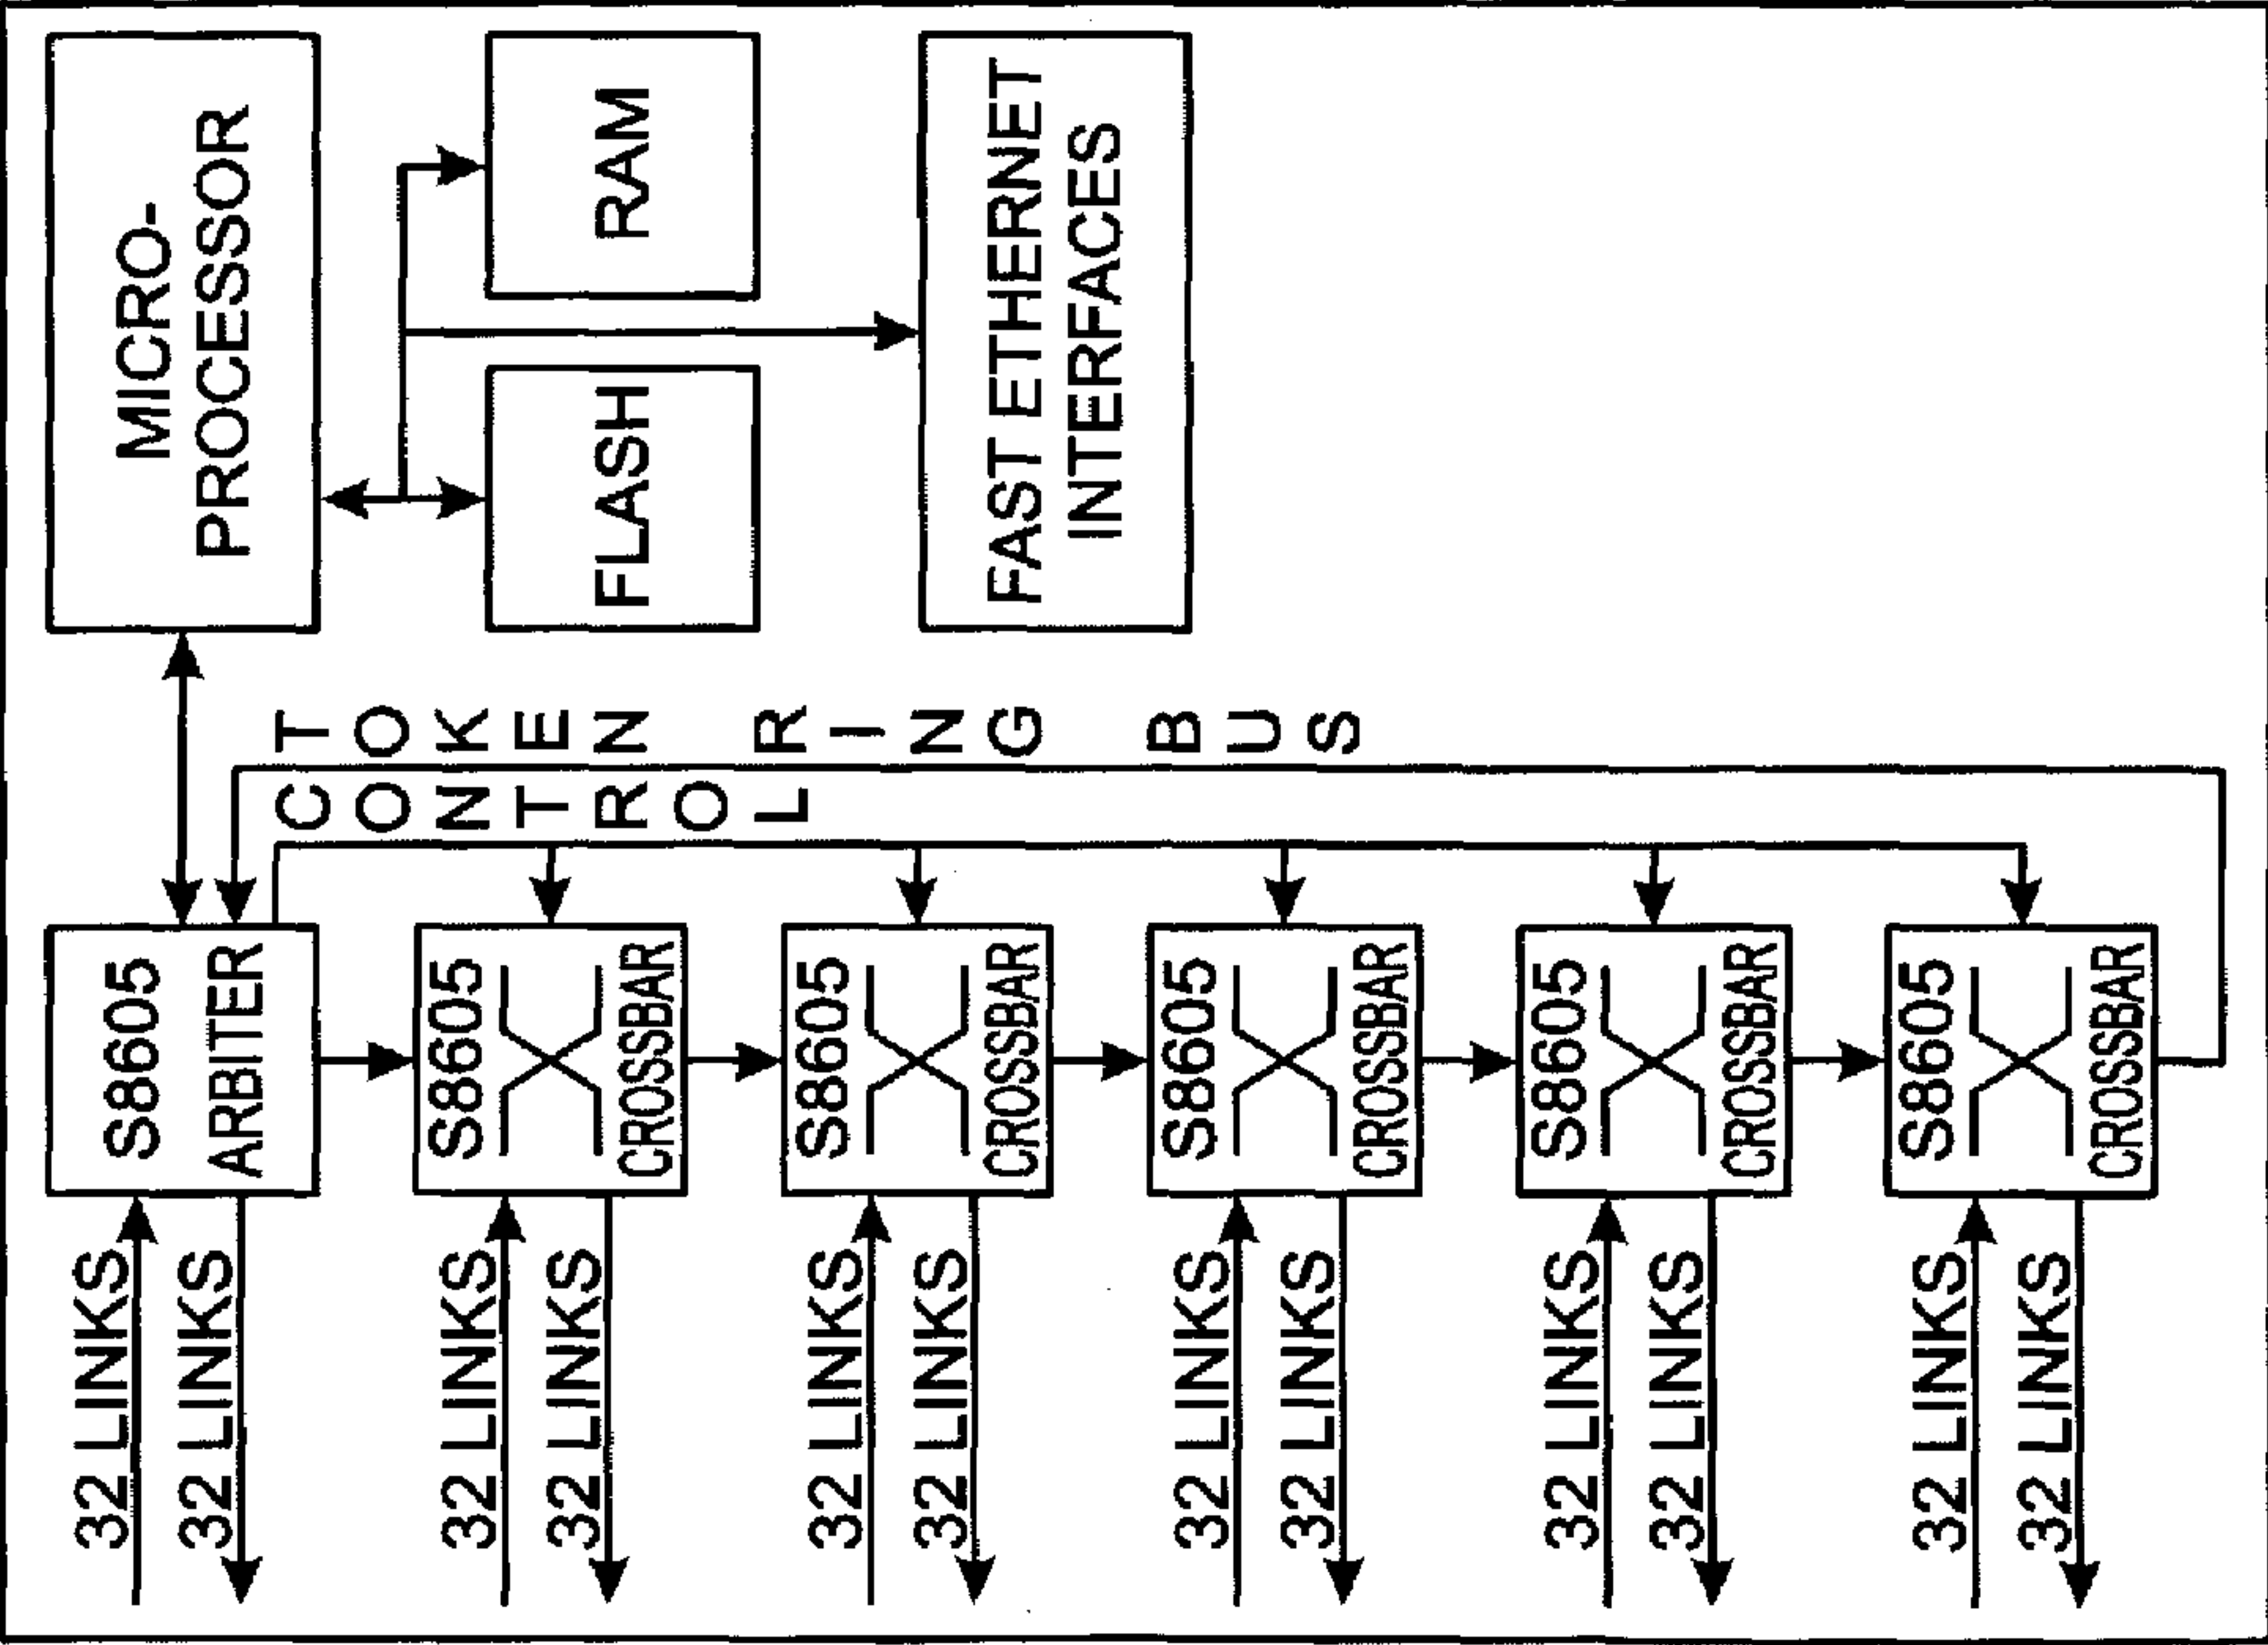 32 LINKS
32 LINKS
S8605
ARBITER
MICRO-
PROCESSOR
TOKEN RING BUS
CONTROL
32 LINKS
32 LINKS
S8605
CROSSBAR
FLASH
RAM
32 LINKS
32 LINKS
S8605
CROSSBAR
FAST ETHERNET
INTERFACES
32 LINKS
32 LINKS
S8605
CROSSBAR
32 LINKS
32 LINKS
S8605
CROSSBAR
32 LINKS
32 LINKS
S8605
CROSSBAR